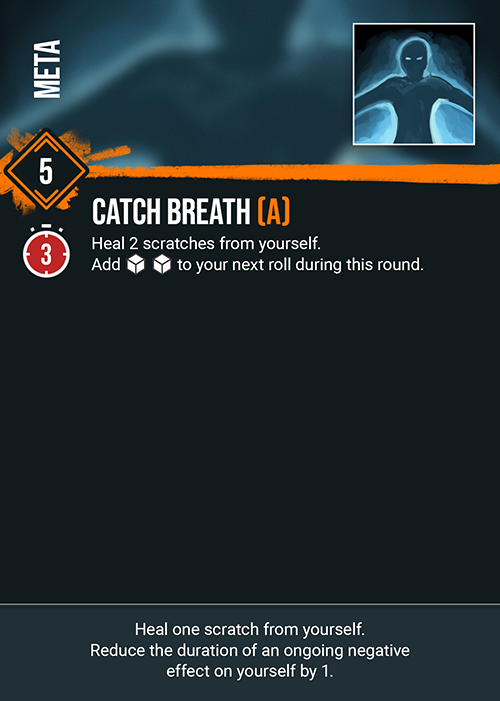 META
5
CATCH BREATH (A)
3
Heal 2 scratches from yourself.
Add to your next roll during this round.
Heal one scratch from yourself.
Reduce the duration of an ongoing negative
effect on yourself by 1.